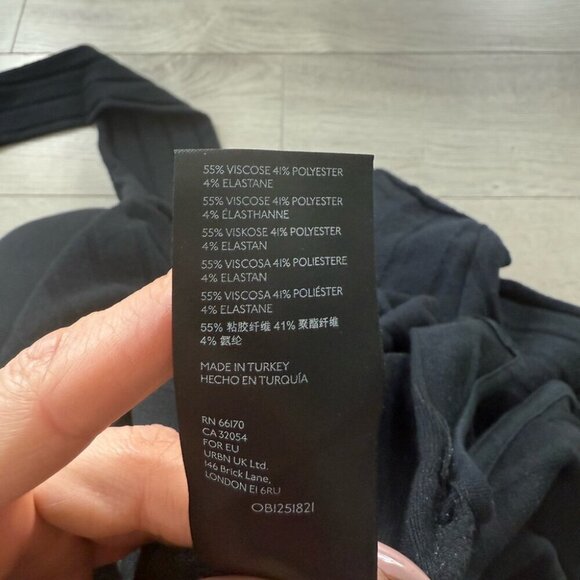 55% VISCOSE 41% POLYESTER
4% ELASTANE
55% VISCOSE 41% POLYESTER
4% ÉLASTHANNE
55% VISKOSE 41% POLYESTER
4% ELASTAN
55% VISCOSA 41% POLIESTERE
4% ELASTAN
55% VISCOSA 41% POLIÉSTER
4% ELASTANE
55% 粘胶纤维 41% 聚酯纤维
4% 氨纶
MADE IN TURKEY
HECHO EN TURQUÍA
RN 66170
CA 32054
FOR EU
URBN UK Ltd.
146 Brick Lane,
LONDON E1 6RU
OB1251821